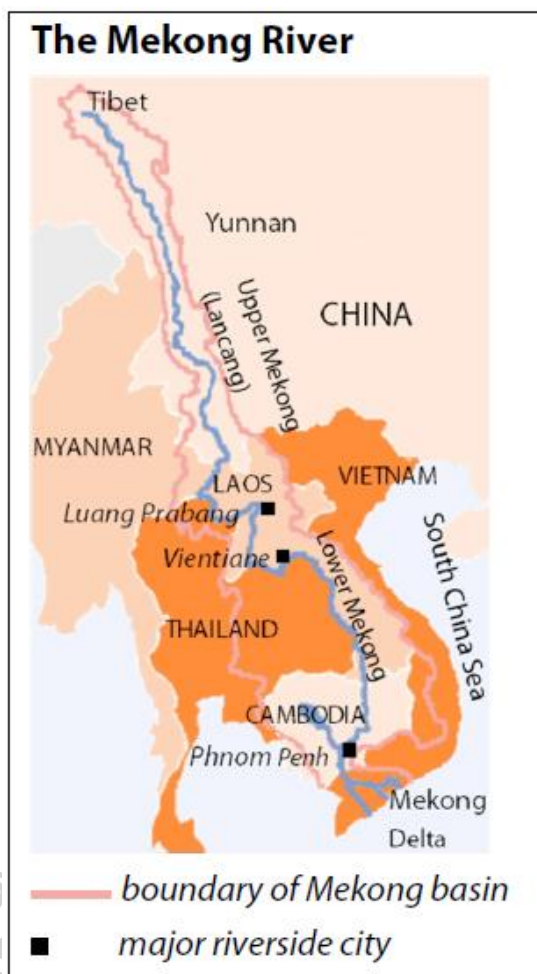 The Mekong River
Tibet
Yunnan
Upper Mekong
(Lancang)
CHINA
MYANMAR
LAOS
VIETNAM
Luang Prabang
Vientiane
Lower Mekong
South China Sea
THAILAND
CAMBODIA
Phnom Penh
Mekong
Delta
boundary of Mekong basin
major riverside city